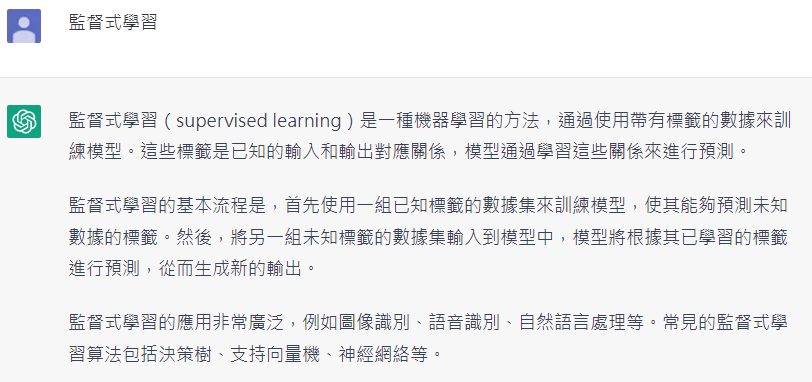 監督式學習
監督式學習（supervised learning）是一種機器學習的方法，通過使用帶有標籤的數據來訓
練模型。這些標籤是已知的輸入和輸出對應關係，模型通過學習這些關係來進行預測。
監督式學習的基本流程是，首先使用一組已知標籤的數據集來訓練模型，使其能夠預測未知
數據的標籤。然後，將另一組未知標籤的數據集輸入到模型中，模型將根據其已學習的標籤
進行預測，從而生成新的輸出。
監督式學習的應用非常廣泛，例如圖像識別、語音識別、自然語言處理等。常見的監督式學
習算法包括決策樹、支持向量機、神經網絡等。